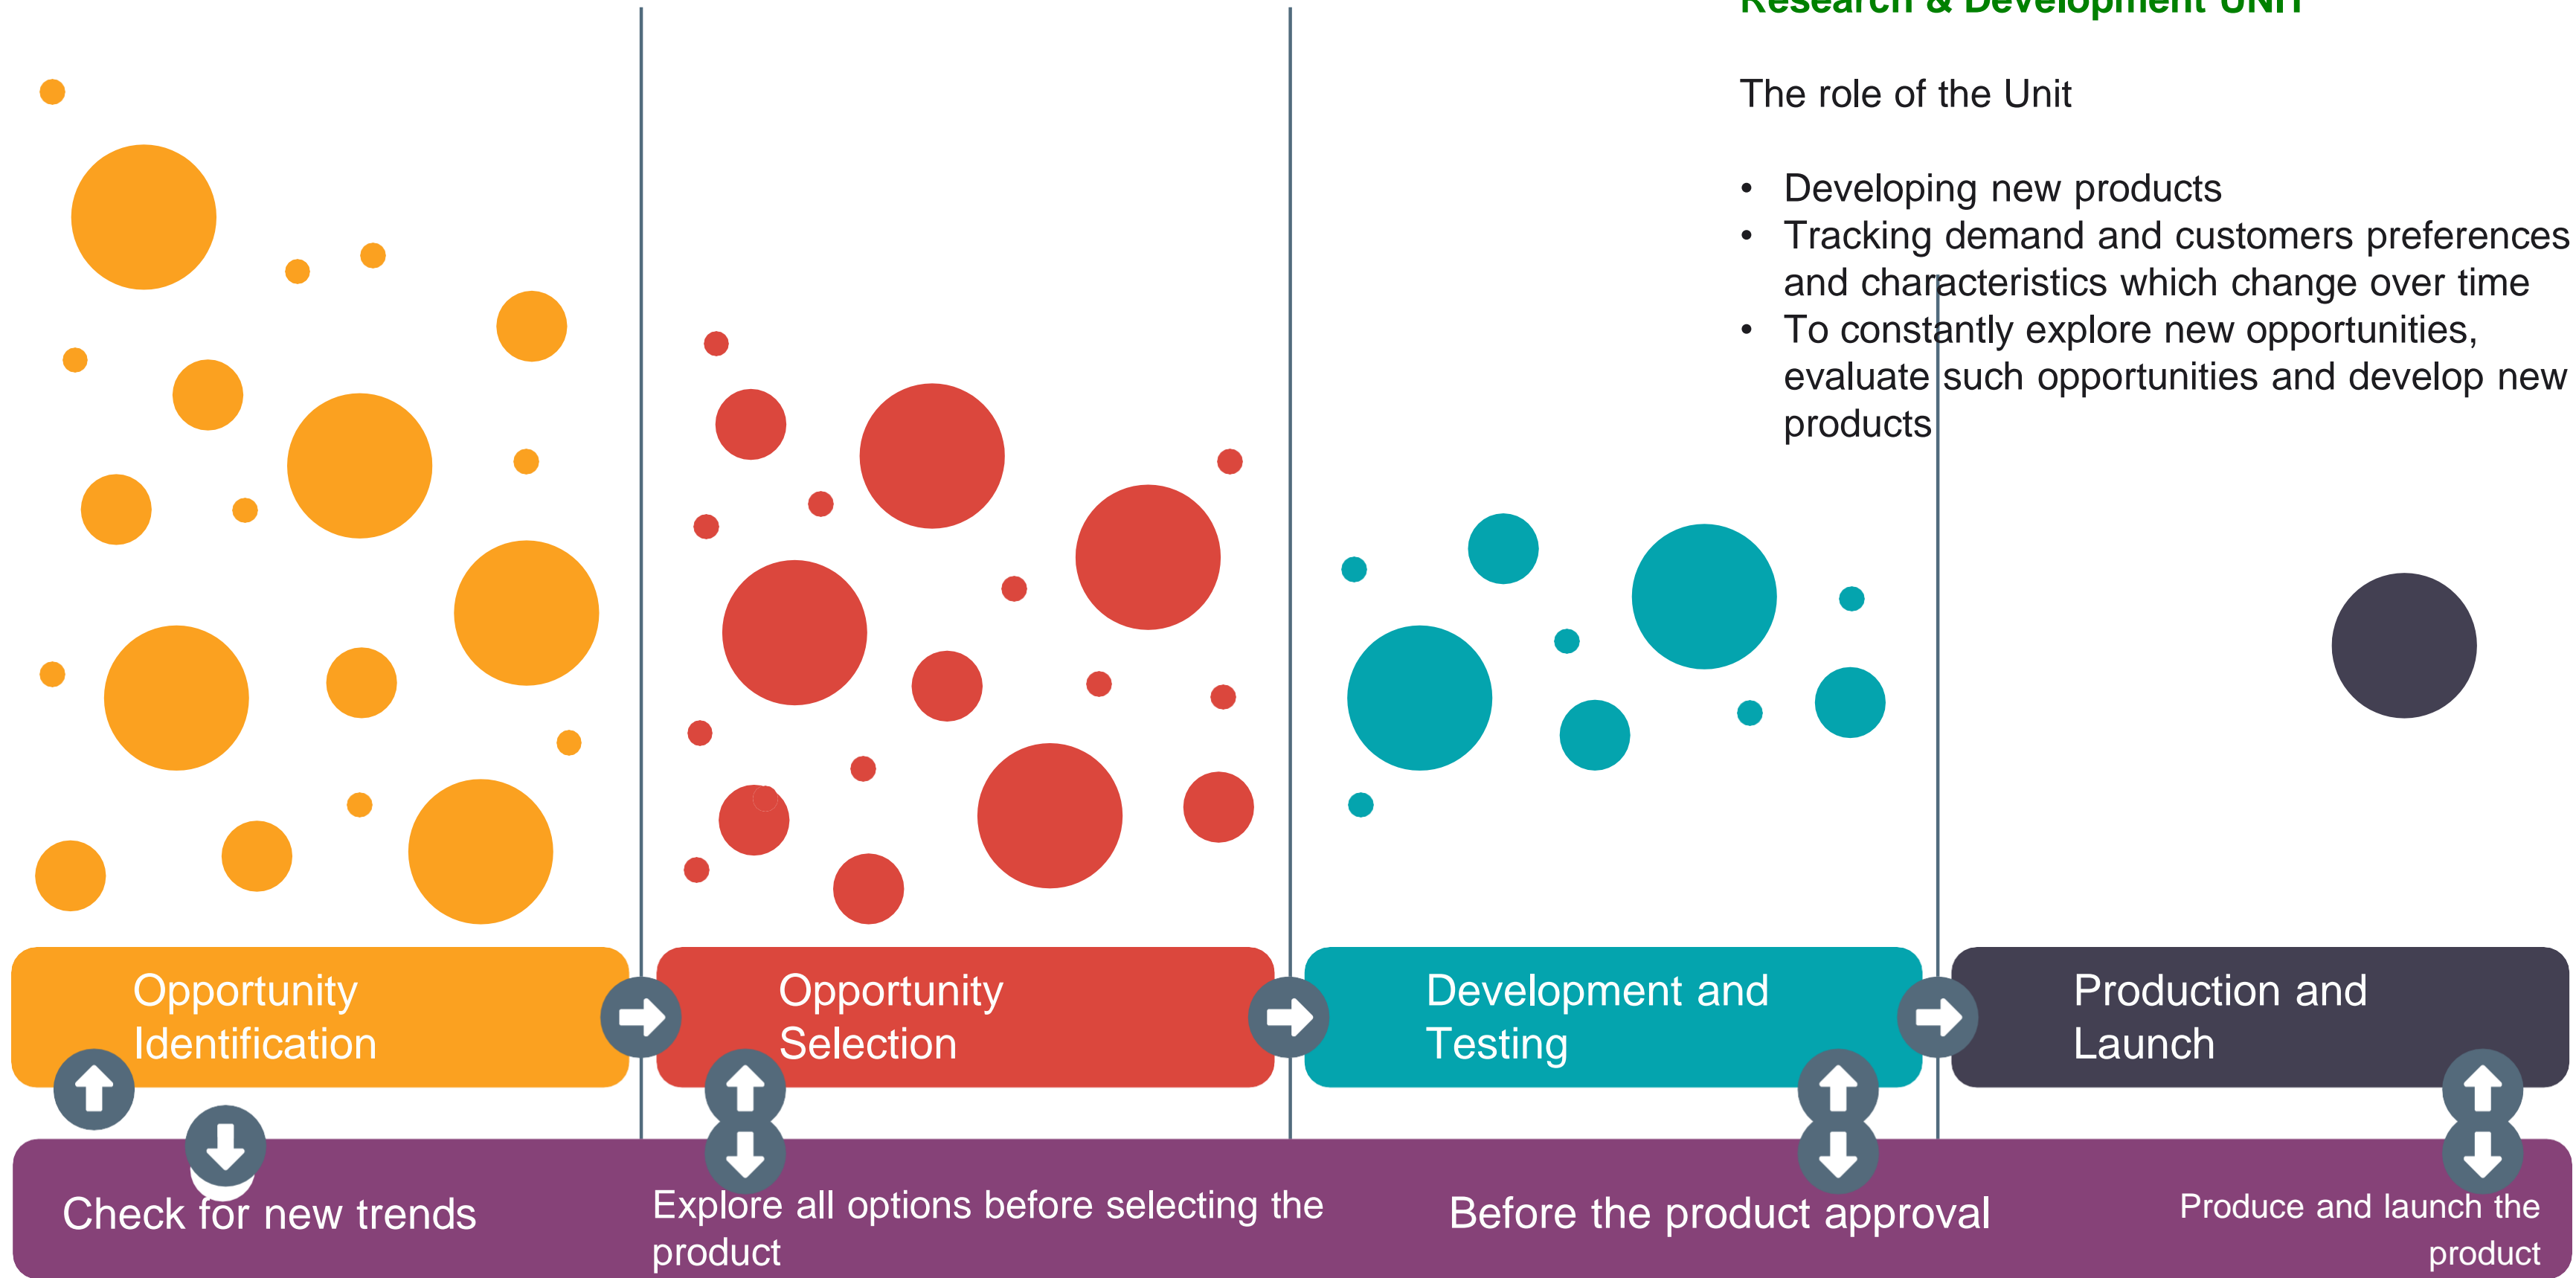 Research & Development UNIT
The role of the Unit
• Developing new products
• Tracking demand and customers preferences
and characteristics which change over time
• To constantly explore new opportunities,
evaluate such opportunities and develop new
products
Opportunity
Identification
Opportunity
Selection
Development and
Testing
Production and
Launch
Check for new trends
Explore all options before selecting the
product
Before the product approval
Produce and launch the
product